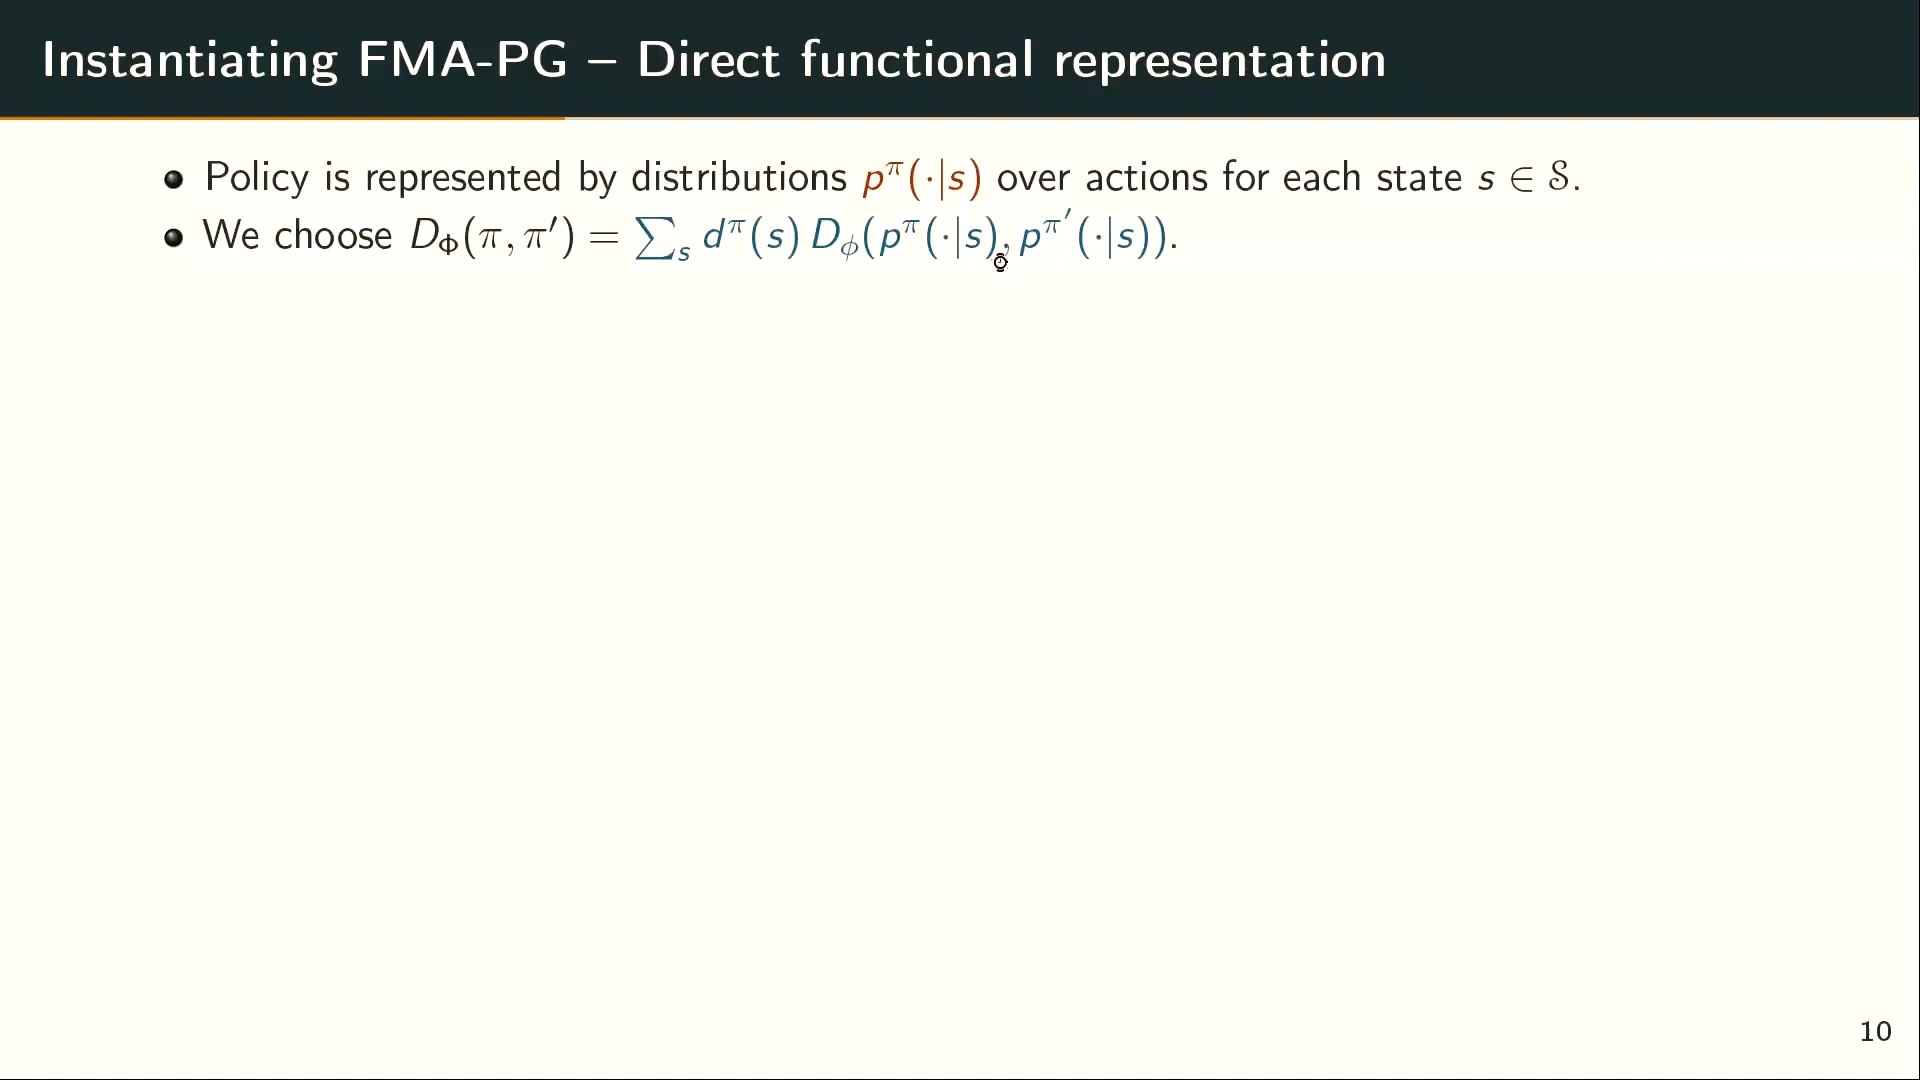 Instantiating FMA-PG – Direct functional representation
• Policy is represented by distributions p^π(·|s) over actions for each state s ∈ 𝒮.
• We choose D_Φ(π, π′) = ∑_s d^π(s) D_ϕ(p^π(·|s), p^π′(·|s)).
10